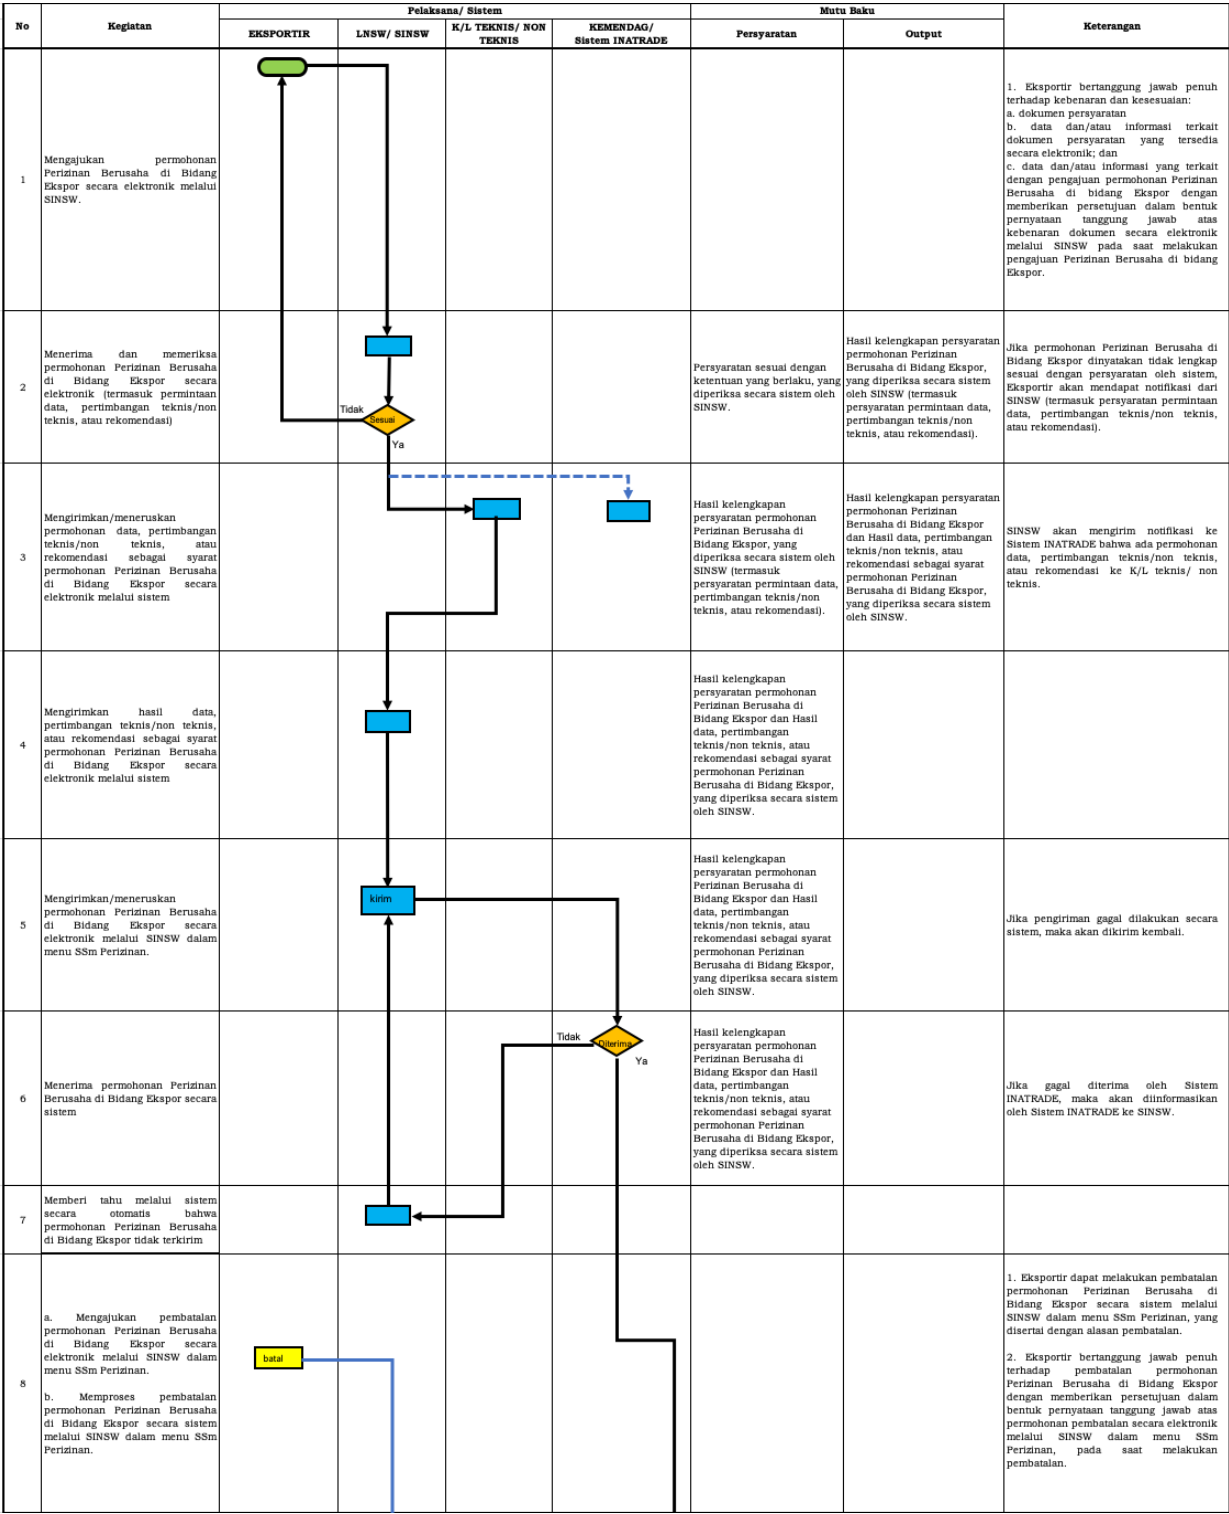 No
Kegiatan
Pelaksana/ Sistem
Mutu Baku
Keterangan
EKSPORTIR
LNSW/ SINSW
K/L TEKNIS/ NON
TEKNIS
KEMENDAG/
Sistem INATRADE
Persyaratan
Output
1
Mengajukan permohonan
Perizinan Berusaha di Bidang
Ekspor secara elektronik melalui
SINSW.
1. Eksportir bertanggung jawab penuh
terhadap kebenaran dan kesesuaian:
a. dokumen persyaratan
b. data dan/atau informasi terkait
dokumen persyaratan yang tersedia
secara elektronik; dan
c. data dan/atau informasi yang terkait
dengan pengajuan permohonan Perizinan
Berusaha di bidang Ekspor dengan
memberikan persetujuan dalam bentuk
pernyataan tanggung jawab atas
kebenaran dokumen secara elektronik
melalui SINSW pada saat melakukan
pengajuan Perizinan Berusaha di bidang
Ekspor.
2
Menerima dan memeriksa
permohonan Perizinan Berusaha
di Bidang Ekspor secara
elektronik (termasuk permintaan
data, pertimbangan teknis/non
teknis, atau rekomendasi)
Tidak
Sesuai
Ya
Persyaratan sesuai dengan
ketentuan yang berlaku, yang
diperiksa secara sistem oleh
SINSW.
Hasil kelengkapan persyaratan
permohonan Perizinan
Berusaha di Bidang Ekspor,
yang diperiksa secara sistem
oleh SINSW (termasuk
persyaratan permintaan data,
pertimbangan teknis/non
teknis, atau rekomendasi).
Jika permohonan Perizinan Berusaha di
Bidang Ekspor dinyatakan tidak lengkap
sesuai dengan persyaratan oleh sistem,
Eksportir akan mendapat notifikasi dari
SINSW (termasuk persyaratan permintaan
data, pertimbangan teknis/non teknis,
atau rekomendasi).
3
Mengirimkan/meneruskan
permohonan data, pertimbangan
teknis/non teknis, atau
rekomendasi sebagai syarat
permohonan Perizinan Berusaha
di Bidang Ekspor secara
elektronik melalui sistem
Hasil kelengkapan
persyaratan permohonan
Perizinan Berusaha di
Bidang Ekspor, yang
diperiksa secara sistem oleh
SINSW (termasuk
persyaratan permintaan data,
pertimbangan teknis/non
teknis, atau rekomendasi).
Hasil kelengkapan persyaratan
permohonan Perizinan
Berusaha di Bidang Ekspor
dan Hasil data, pertimbangan
teknis/non teknis, atau
rekomendasi sebagai syarat
permohonan Perizinan
Berusaha di Bidang Ekspor,
yang diperiksa secara sistem
oleh SINSW.
SINSW akan mengirim notifikasi ke
Sistem INATRADE bahwa ada permohonan
data, pertimbangan teknis/non teknis,
atau rekomendasi ke K/L teknis/ non
teknis.
4
Mengirimkan hasil data,
pertimbangan teknis/non teknis,
atau rekomendasi sebagai syarat
permohonan Perizinan Berusaha
di Bidang Ekspor secara
elektronik melalui sistem
Hasil kelengkapan
persyaratan permohonan
Perizinan Berusaha di
Bidang Ekspor dan Hasil
data, pertimbangan
teknis/non teknis, atau
rekomendasi sebagai syarat
permohonan Perizinan
Berusaha di Bidang Ekspor,
yang diperiksa secara sistem
oleh SINSW.
5
Mengirimkan/meneruskan
permohonan Perizinan Berusaha
di Bidang Ekspor secara
elektronik melalui SINSW dalam
menu SSm Perizinan.
kirim
Hasil kelengkapan
persyaratan permohonan
Perizinan Berusaha di
Bidang Ekspor dan Hasil
data, pertimbangan
teknis/non teknis, atau
rekomendasi sebagai syarat
permohonan Perizinan
Berusaha di Bidang Ekspor,
yang diperiksa secara sistem
oleh SINSW.
Jika pengiriman gagal dilakukan secara
sistem, maka akan dikirim kembali.
6
Menerima permohonan Perizinan
Berusaha di Bidang Ekspor secara
sistem
Tidak
Diterima
Ya
Hasil kelengkapan
persyaratan permohonan
Perizinan Berusaha di
Bidang Ekspor dan Hasil
data, pertimbangan
teknis/non teknis, atau
rekomendasi sebagai syarat
permohonan Perizinan
Berusaha di Bidang Ekspor,
yang diperiksa secara sistem
oleh SINSW.
Jika gagal diterima oleh Sistem
INATRADE, maka akan diinformasikan
oleh Sistem INATRADE ke SINSW.
7
Memberi tahu melalui sistem
secara otomatis bahwa
permohonan Perizinan Berusaha
di Bidang Ekspor tidak terkirim
8
a. Mengajukan pembatalan
permohonan Perizinan Berusaha
di Bidang Ekspor secara
elektronik melalui SINSW dalam
menu SSm Perizinan.
b. Memproses pembatalan
permohonan Perizinan Berusaha
di Bidang Ekspor secara sistem
melalui SINSW dalam menu SSm
Perizinan.
batal
1. Eksportir dapat melakukan pembatalan
permohonan Perizinan Berusaha di
Bidang Ekspor secara sistem melalui
SINSW dalam menu SSm Perizinan, yang
disertai dengan alasan pembatalan.
2. Eksportir bertanggung jawab penuh
terhadap pembatalan permohonan
Perizinan Berusaha di Bidang Ekspor
dengan memberikan persetujuan dalam
bentuk pernyataan tanggung jawab atas
permohonan pembatalan secara elektronik
melalui SINSW dalam menu SSm
Perizinan, pada saat melakukan
pembatalan.